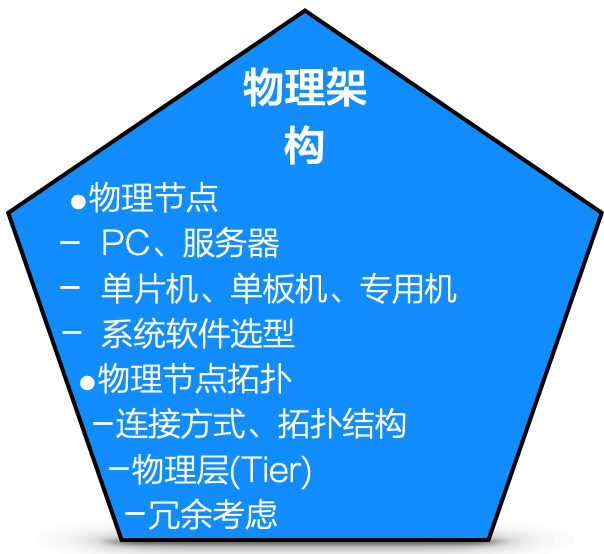 物理架
构
●物理节点
– PC、服务器
– 单片机、单板机、专用机
– 系统软件选型
●物理节点拓扑
–连接方式、拓扑结构
–物理层(Tier)
–冗余考虑